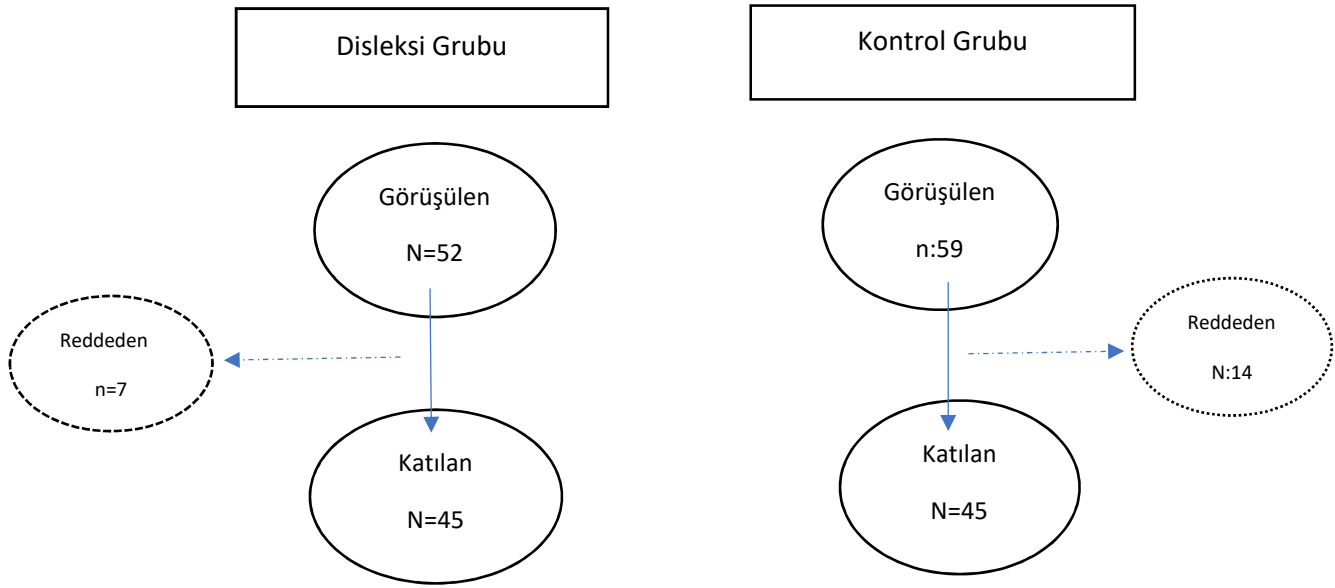 Disleksi Grubu
Kontrol Grubu
Görüşülen
N=52
Görüşülen
n:59
Reddeden
n=7
Reddeden
N:14
Katılan
N=45
Katılan
N=45